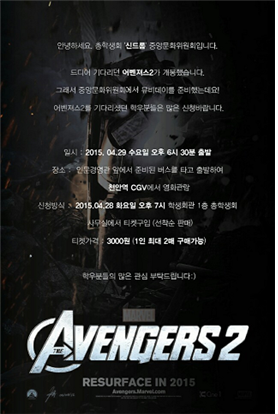 안녕하세요, 총학생회 '신드롬' 중앙문화위원회입니다.
드디어 기다리던 어벤져스2가 개봉했습니다.
그래서 중앙문화위원회에서 뮤비데이를 준비했는데요!
어벤져스2를 기다리셨던 학우분들은 많은 신청바랍니다.
일시 : 2015. 04.29 수요일 오후 6시 30분 출발
장소 : 인문경영관 앞에서 준비된 버스를 타고 출발하여
천안역 CGV에서 영화관람
신청방식 > 2015.04.28 화요일 오후 7시 학생회관 1층 총학생회
사무실에서 티켓구입 (선착순 판매)
티켓가격 : 3000원 (1인 최대 2매 구매가능)
학우분들의 많은 관심 부탁드립니다:)
MARVEL
THE AVENGERS 2
RESURFACE IN 2015
Avengers.Marvel.com